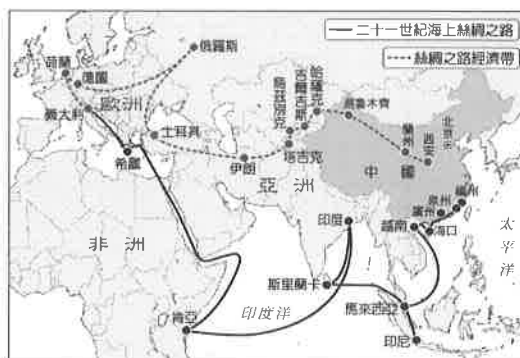 二十一世紀海上絲綢之路
絲綢之路經濟帶
荷蘭
德國
俄羅斯
義大利
歐洲
希臘
土耳其
伊朗
烏茲別克
吉爾吉斯
哈薩克
塔吉克
烏魯木齊
蘭州
西安
北京
亞洲
中國
泉州
福州
廣州
海口
越南
印度
非洲
斯里蘭卡
太平洋
肯亞
印度洋
馬來西亞
印尼